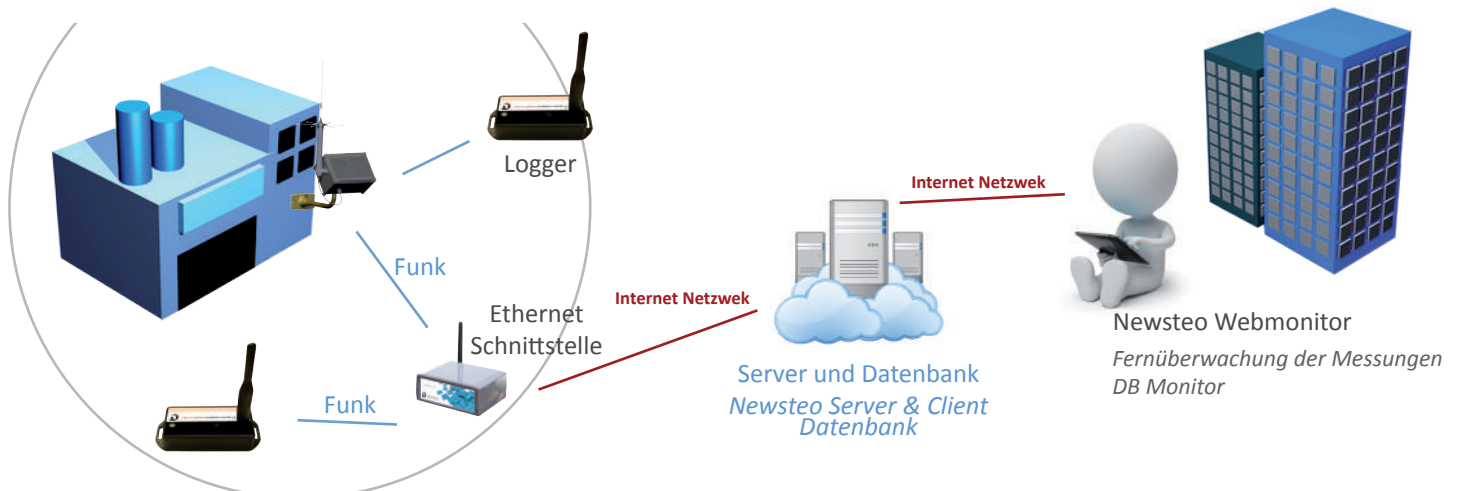 Logger
Funk
Ethernet
Schnittstelle
Funk
Internet Netzwek
Server und Datenbank
Newsteo Server & Client
Datenbank
Internet Netzwek
Newsteo Webmonitor
Fernüberwachung der Messungen
DB Monitor